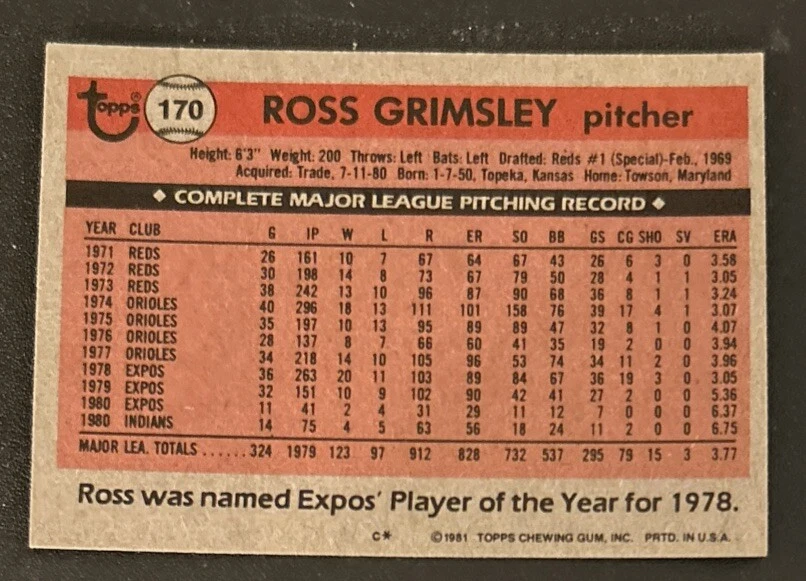 topps® 170 ROSS GRIMSLEY pitcher
Height: 6'3" Weight: 200 Throws: Left Bats: Left Drafted: Reds #1 (Special)-Feb., 1969
Acquired: Trade, 7-11-80 Born: 1-7-50, Topeka, Kansas Home: Towson, Maryland
◆ COMPLETE MAJOR LEAGUE PITCHING RECORD ◆
YEAR CLUB G IP W L R ER SO BB GS CG SHO SV ERA
1971 REDS 26 161 10 7 67 64 67 43 26 6 3 0 3.58
1972 REDS 30 198 14 8 73 67 79 50 28 4 1 1 3.05
1973 REDS 38 242 13 10 96 87 90 68 36 8 1 1 3.24
1974 ORIOLES 40 296 18 13 111 101 158 76 39 17 4 1 3.07
1975 ORIOLES 35 197 10 13 95 89 89 47 32 8 1 0 4.07
1976 ORIOLES 28 137 8 7 66 60 41 35 19 2 0 0 3.94
1977 ORIOLES 34 218 14 10 105 96 53 74 34 11 2 0 3.96
1978 EXPOS 36 263 20 11 103 89 84 67 36 19 3 0 3.05
1979 EXPOS 32 151 10 9 102 90 42 41 27 2 0 0 5.36
1980 EXPOS 11 41 2 4 31 29 11 12 7 0 0 0 6.37
1980 INDIANS 14 75 4 5 63 56 18 24 11 2 0 0 6.75
MAJOR LEA. TOTALS ...... 324 1979 123 97 912 828 732 537 295 79 15 3 3.77
Ross was named Expos' Player of the Year for 1978.
C* ©1981 TOPPS CHEWING GUM, INC. PRTD. IN U.S.A.